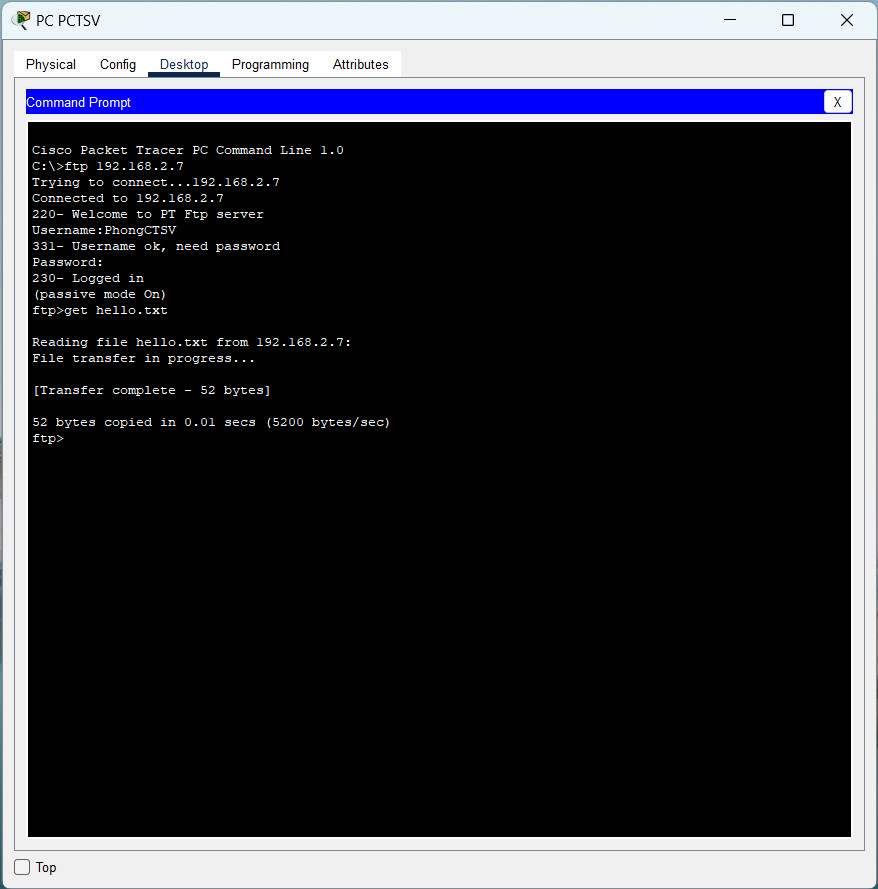 PC PCTSV
Physical Config Desktop Programming Attributes
Command Prompt X
Cisco Packet Tracer PC Command Line 1.0
C:\>ftp 192.168.2.7
Trying to connect...192.168.2.7
Connected to 192.168.2.7
220- Welcome to PT Ftp server
Username:PhongCTSV
331- Username ok, need password
Password:
230- Logged in
(passive mode On)
ftp>get hello.txt
Reading file hello.txt from 192.168.2.7:
File transfer in progress...
[Transfer complete - 52 bytes]
52 bytes copied in 0.01 secs (5200 bytes/sec)
ftp>
Top